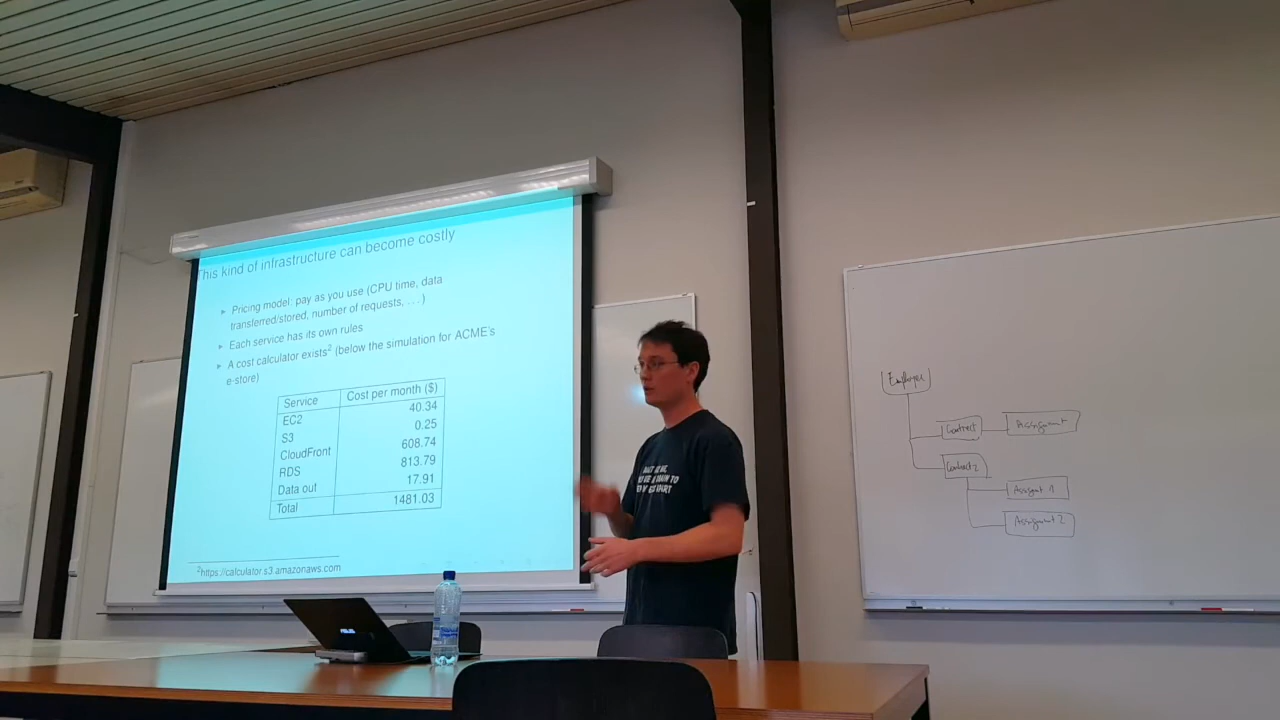 This kind of infrastructure can become costly
▶ Pricing model: pay as you use (CPU time, data
transferred/stored, number of requests, ...)
▶ Each service has its own rules
▶ A cost calculator exists2 (below the simulation for ACME's
e-store)
Service Cost per month ($)
EC2 40.34
S3 0.25
CloudFront 608.74
RDS 813.79
Data out 17.91
Total 1481.03
2https://calculator.s3.amazonaws.com
ASUS
Employee
Contract Assignment
Contract 2
Assigmt 1
Assigmt 2